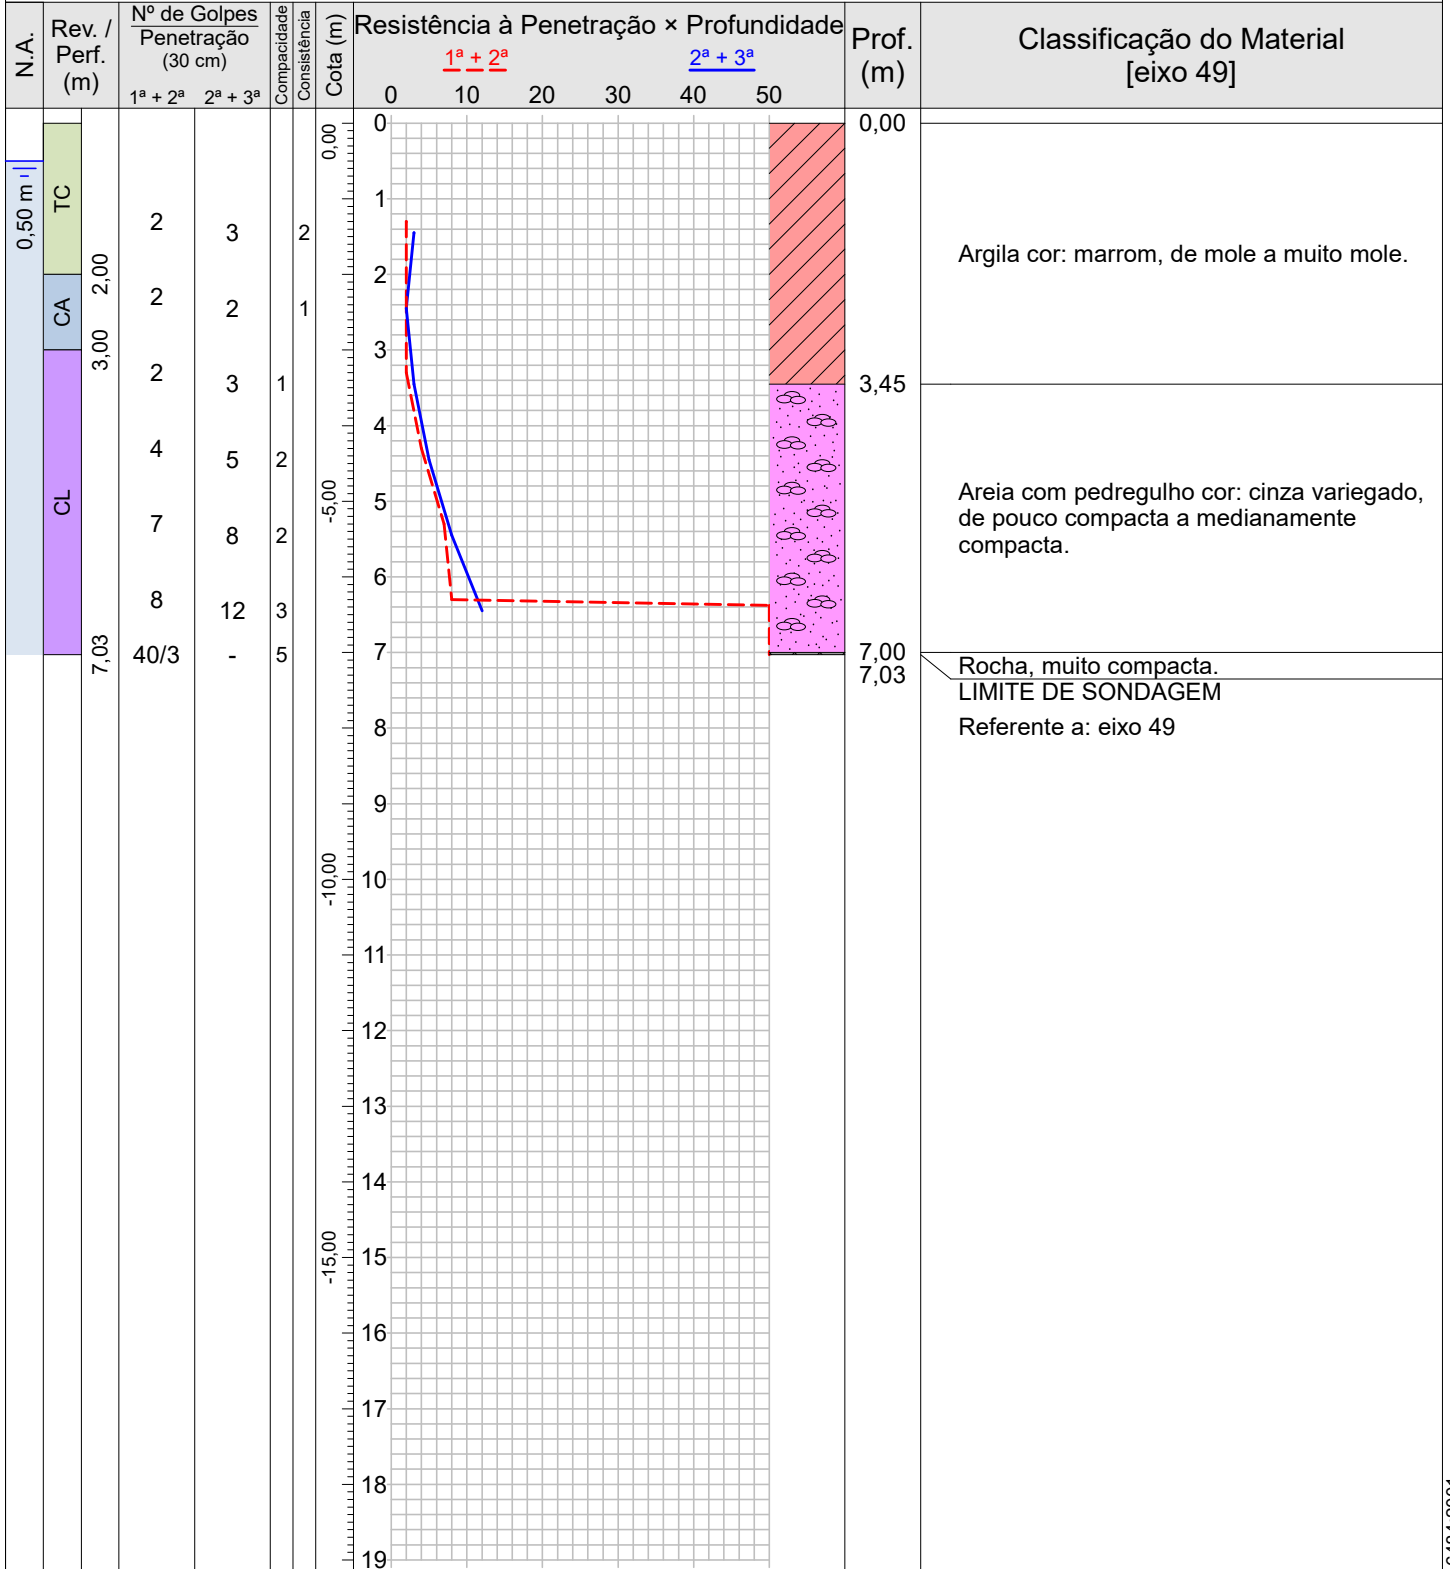 N.A.
Rev. /
Perf.
(m)
Nº de Golpes
Penetração
(30 cm)
1ª + 2ª 2ª + 3ª
Compacidade
Consistência
Cota (m)
Resistência à Penetração × Profundidade
1ª + 2ª 2ª + 3ª
0 10 20 30 40 50
Prof.
(m)
Classificação do Material
[eixo 49]
0,50 m
TC
2,00
CA
3,00
CL
7,03
2 3 2
2 2 1
2 3 1
4 5 2
7 8 2
8 12 3
40/3 - 5
0,00
-5,00
-10,00
-15,00
0
1
2
3
4
5
6
7
8
9
10
11
12
13
14
15
16
17
18
19
0,00
Argila cor: marrom, de mole a muito mole.
3,45
Areia com pedregulho cor: cinza variegado,
de pouco compacta a medianamente
compacta.
7,00
7,03
Rocha, muito compacta.
LIMITE DE SONDAGEM
Referente a: eixo 49